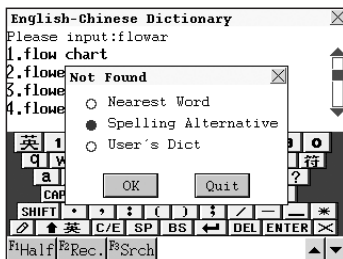 English-Chinese Dictionary
Please input:flowar
1.flow chart
2.flowe
3.flowe
4.flowe
Not Found
Nearest Word
Spelling Alternative
User's Dict
OK
Quit
英 1 0
q w 符
a ?
CAP
SHIFT • , : ( ) ; / — __ *
英 C/E SP BS DEL ENTER
F1Half F2Rec. F3Srch